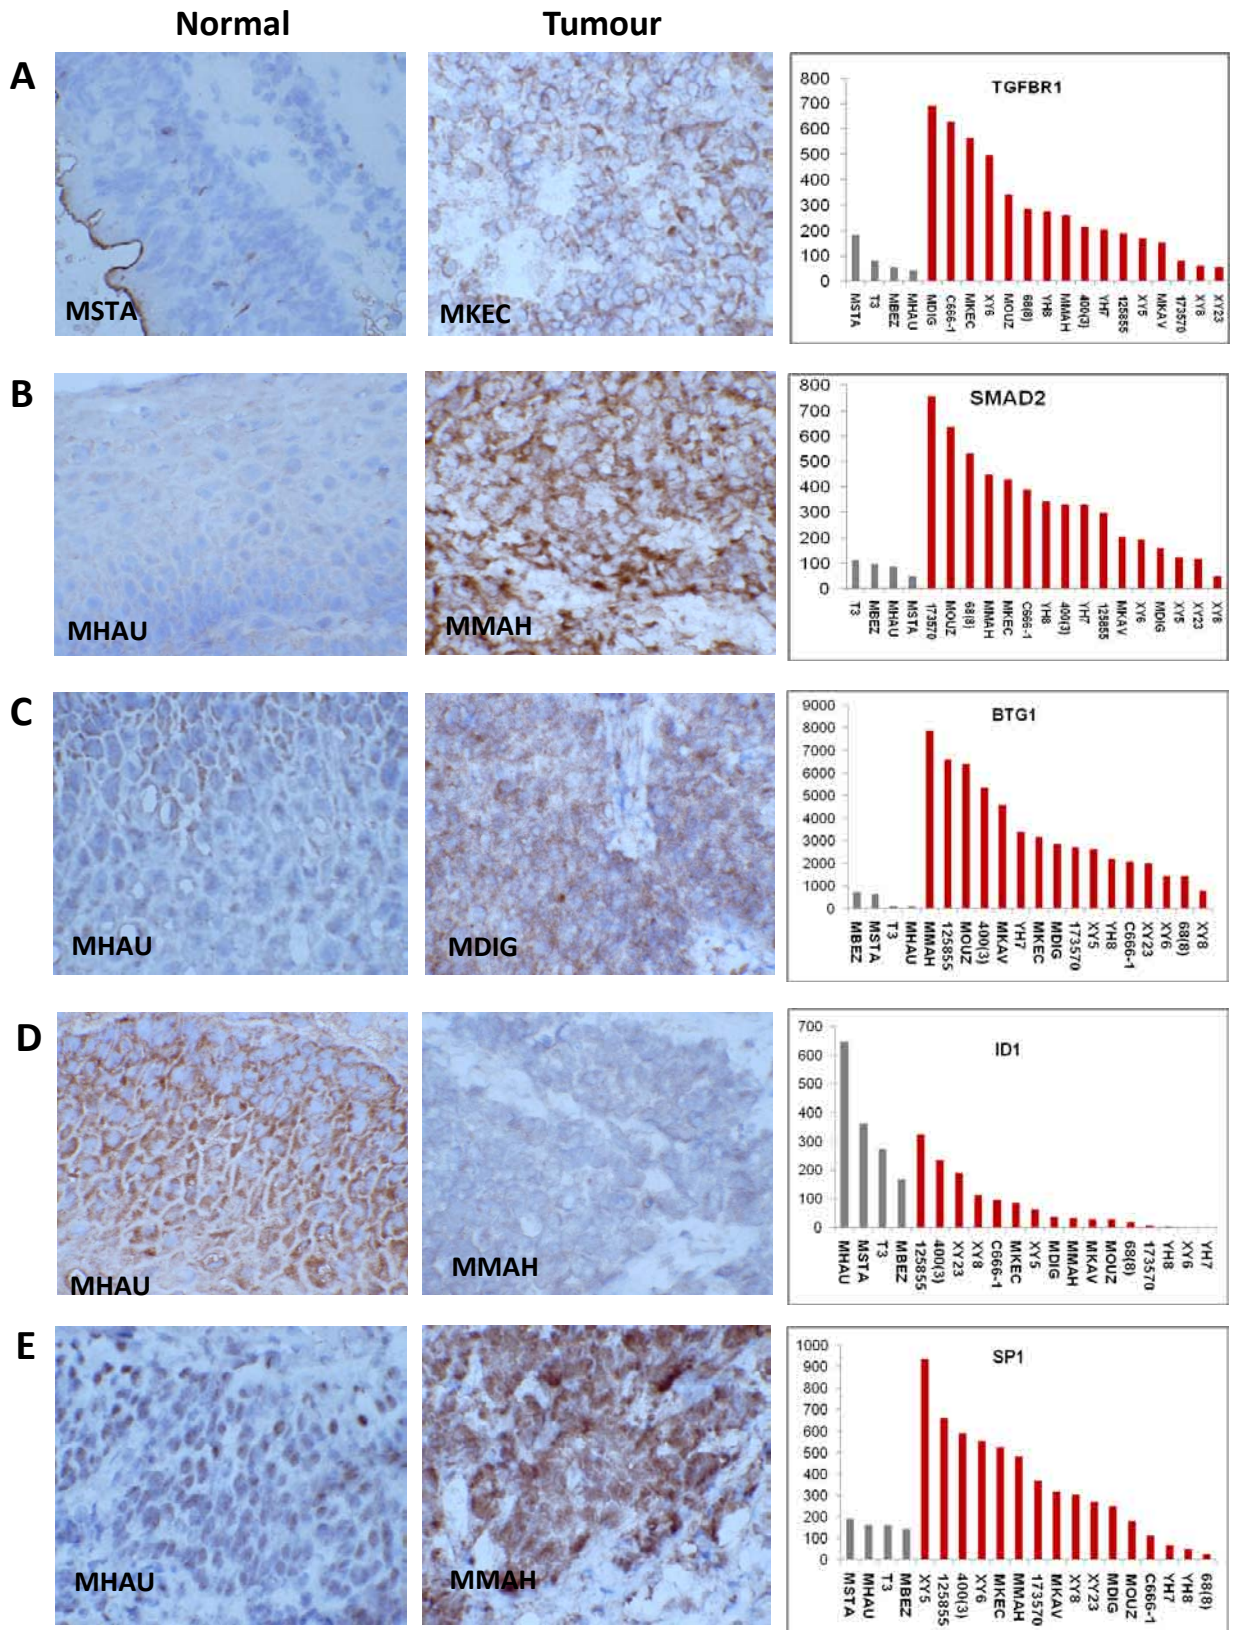 Normal Tumour
A
MSTA
MKEC
TGFBR1
800
700
600
500
400
300
200
100
0
MSTA T3 MBEZ MHAU MDIG C666-1 MKEC XY6 MOUZ 68(8) YH8 MMAH 400(3) YH7 125855 XY5 MKAV 173570 XY8 XY23
B
MHAU
MMAH
SMAD2
800
700
600
500
400
300
200
100
0
T3 MBEZ MHAU MSTA 173570 MOUZ 68(8) MMAH MKEC C666-1 YH8 400(3) YH7 125855 MKAV XY6 MDIG XY5 XY23 XY8
C
MHAU
MDIG
BTG1
9000
8000
7000
6000
5000
4000
3000
2000
1000
0
MBEZ MSTA T3 MHAU MMAH 125855 MOUZ 400(3) MKAV YH7 MKEC MDIG 173570 XY5 YH8 C666-1 XY23 XY6 68(8) XY8
D
MHAU
MMAH
ID1
700
600
500
400
300
200
100
0
MHAU MSTA T3 MBEZ 125855 400(3) XY23 XY8 C666-1 MKEC XY5 MDIG MMAH MKAV MOUZ 68(8) 173570 YH8 XY6 YH7
E
MHAU
MMAH
SP1
1000
900
800
700
600
500
400
300
200
100
0
MSTA MHAU T3 MBEZ XY5 125855 400(3) XY6 MKEC MMAH 173570 MKAV XY8 XY23 MDIG MOUZ C666-1 YH7 YH8 68(8)